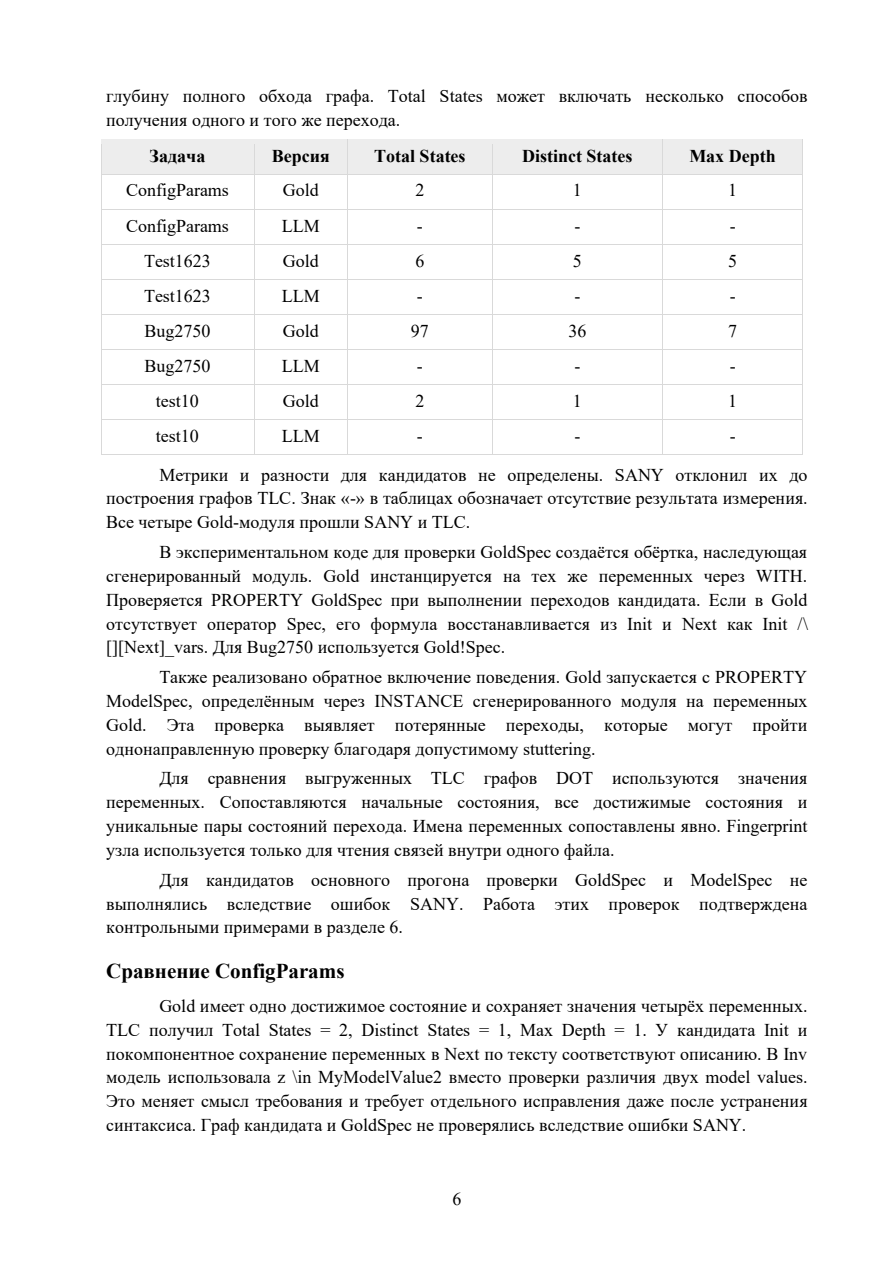 глубину полного обхода графа. Total States может включать несколько способов
получения одного и того же перехода.
Задача Версия Total States Distinct States Max Depth
ConfigParams Gold 2 1 1
ConfigParams LLM - - -
Test1623 Gold 6 5 5
Test1623 LLM - - -
Bug2750 Gold 97 36 7
Bug2750 LLM - - -
test10 Gold 2 1 1
test10 LLM - - -
Метрики и разности для кандидатов не определены. SANY отклонил их до
построения графов TLC. Знак «-» в таблицах обозначает отсутствие результата измерения.
Все четыре Gold-модуля прошли SANY и TLC.
В экспериментальном коде для проверки GoldSpec создаётся обёртка, наследующая
сгенерированный модуль. Gold инстанцируется на тех же переменных через WITH.
Проверяется PROPERTY GoldSpec при выполнении переходов кандидата. Если в Gold
отсутствует оператор Spec, его формула восстанавливается из Init и Next как Init /\
[][Next]_vars. Для Bug2750 используется Gold!Spec.
Также реализовано обратное включение поведения. Gold запускается с PROPERTY
ModelSpec, определённым через INSTANCE сгенерированного модуля на переменных
Gold. Эта проверка выявляет потерянные переходы, которые могут пройти
однонаправленную проверку благодаря допустимому stuttering.
Для сравнения выгруженных TLC графов DOT используются значения
переменных. Сопоставляются начальные состояния, все достижимые состояния и
уникальные пары состояний перехода. Имена переменных сопоставлены явно. Fingerprint
узла используется только для чтения связей внутри одного файла.
Для кандидатов основного прогона проверки GoldSpec и ModelSpec не
выполнялись вследствие ошибок SANY. Работа этих проверок подтверждена
контрольными примерами в разделе 6.
Сравнение ConfigParams
Gold имеет одно достижимое состояние и сохраняет значения четырёх переменных.
TLC получил Total States = 2, Distinct States = 1, Max Depth = 1. У кандидата Init и
покомпонентное сохранение переменных в Next по тексту соответствуют описанию. В Inv
модель использовала z \in MyModelValue2 вместо проверки различия двух model values.
Это меняет смысл требования и требует отдельного исправления даже после устранения
синтаксиса. Граф кандидата и GoldSpec не проверялись вследствие ошибки SANY.
6